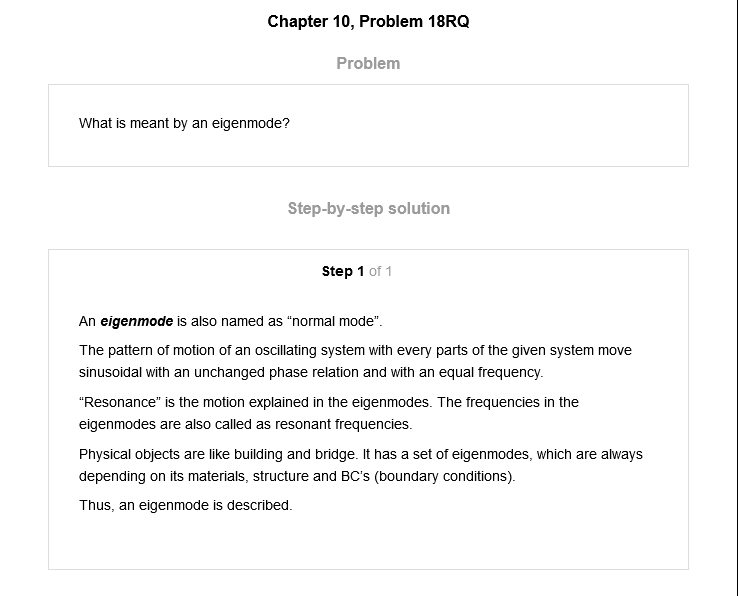 Chapter 10, Problem 18RQ
Problem
What is meant by an eigenmode?
Step-by-step solution
Step 1 of 1
An eigenmode is also named as “normal mode”.
The pattern of motion of an oscillating system with every parts of the given system move
sinusoidal with an unchanged phase relation and with an equal frequency.
“Resonance” is the motion explained in the eigenmodes. The frequencies in the
eigenmodes are also called as resonant frequencies.
Physical objects are like building and bridge. It has a set of eigenmodes, which are always
depending on its materials, structure and BC’s (boundary conditions).
Thus, an eigenmode is described.